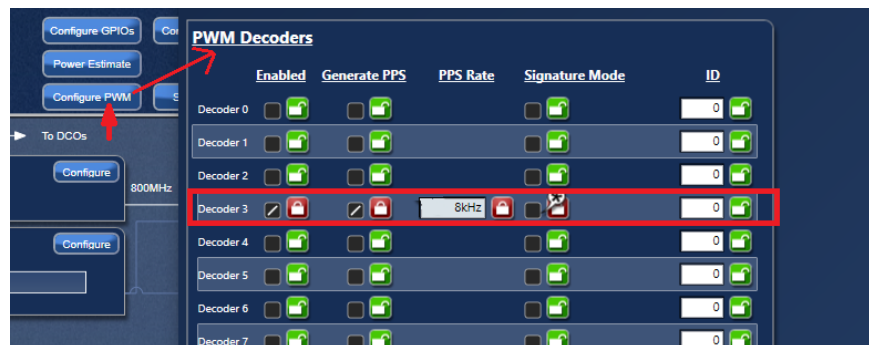 Configure GPIOs
Power Estimate
Configure PWM
To DCOs
Configure
800MHz
Configure
PWM Decoders
Enabled Generate PPS PPS Rate Signature Mode ID
Decoder 0 0
Decoder 1 0
Decoder 2 0
Decoder 3 8kHz 0
Decoder 4 0
Decoder 5 0
Decoder 6 0
Decoder 7 0